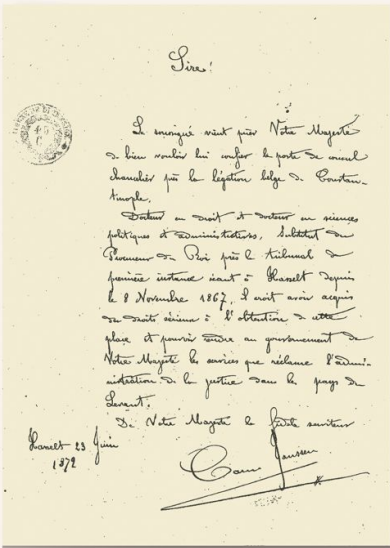 Sire!
Le soussigné vient prier Votre Majesté
de bien vouloir lui confier le poste de consul
chancelier près la légation belge de Constan-
tinople.
Docteur en droit et docteur en sciences
politiques et administratives, Substitut du
Procureur du Roi près le tribunal de
première instance séant à Hasselt depuis
le 8 Novembre 1867, il croit avoir acquis
des droits sérieux à l'obtention de cette
place et pouvoir rendre au gouvernement de
Votre Majesté les services que réclame l'admi-
nistration de la justice dans les pays du
Levant.
De Votre Majesté le fidèle serviteur
Hasselt 23 Juin
1872
Janssen